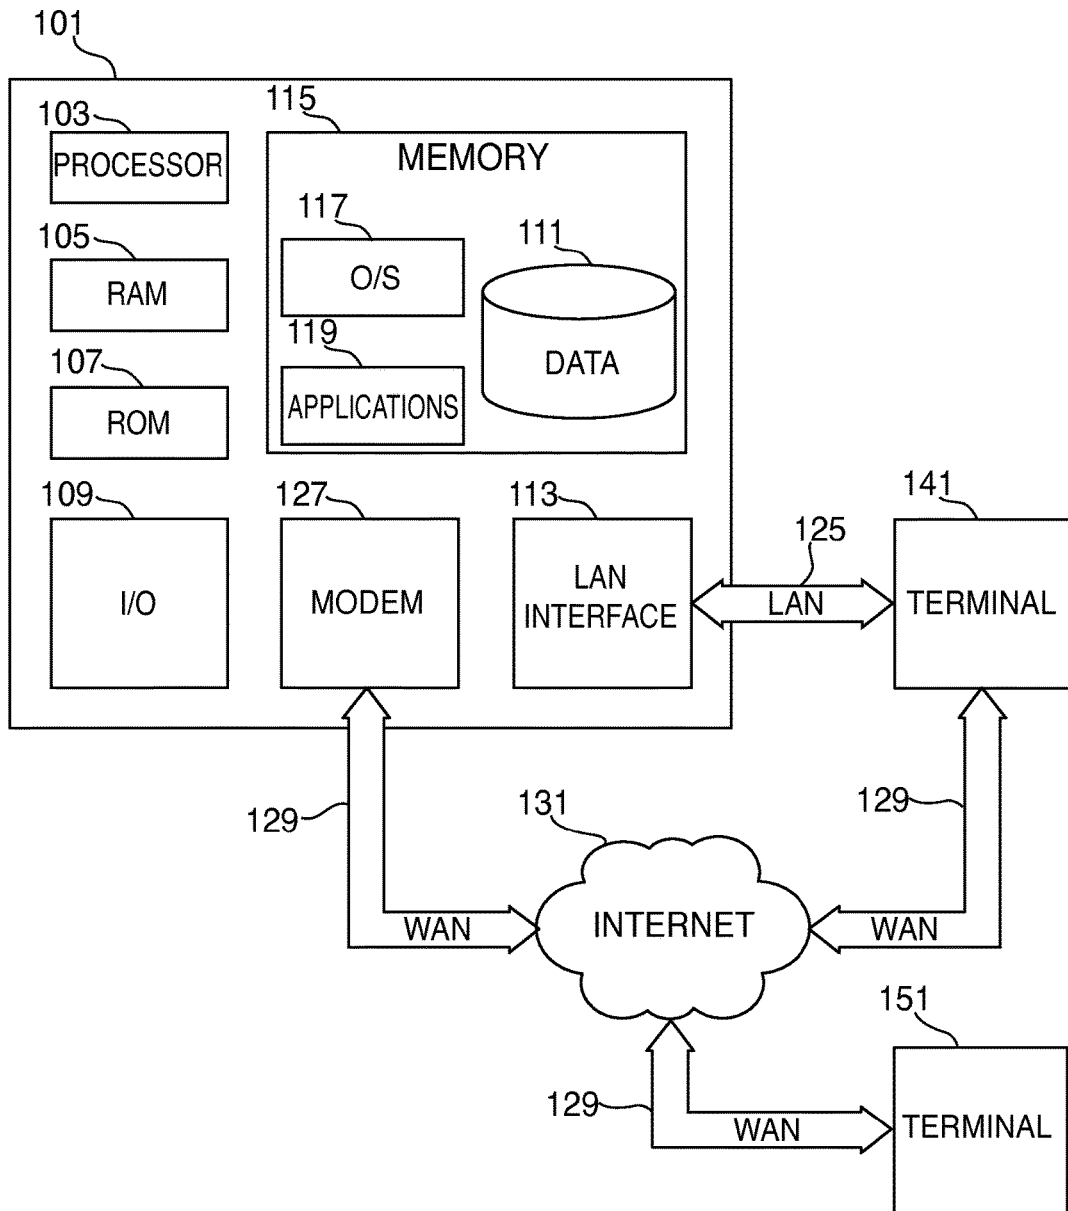 101
103
PROCESSOR
115
MEMORY
105
RAM
117
O/S
111
DATA
107
ROM
119
APPLICATIONS
109
I/O
127
MODEM
113
LAN
INTERFACE
125
LAN
141
TERMINAL
129
WAN
131
INTERNET
129
WAN
129
WAN
151
TERMINAL